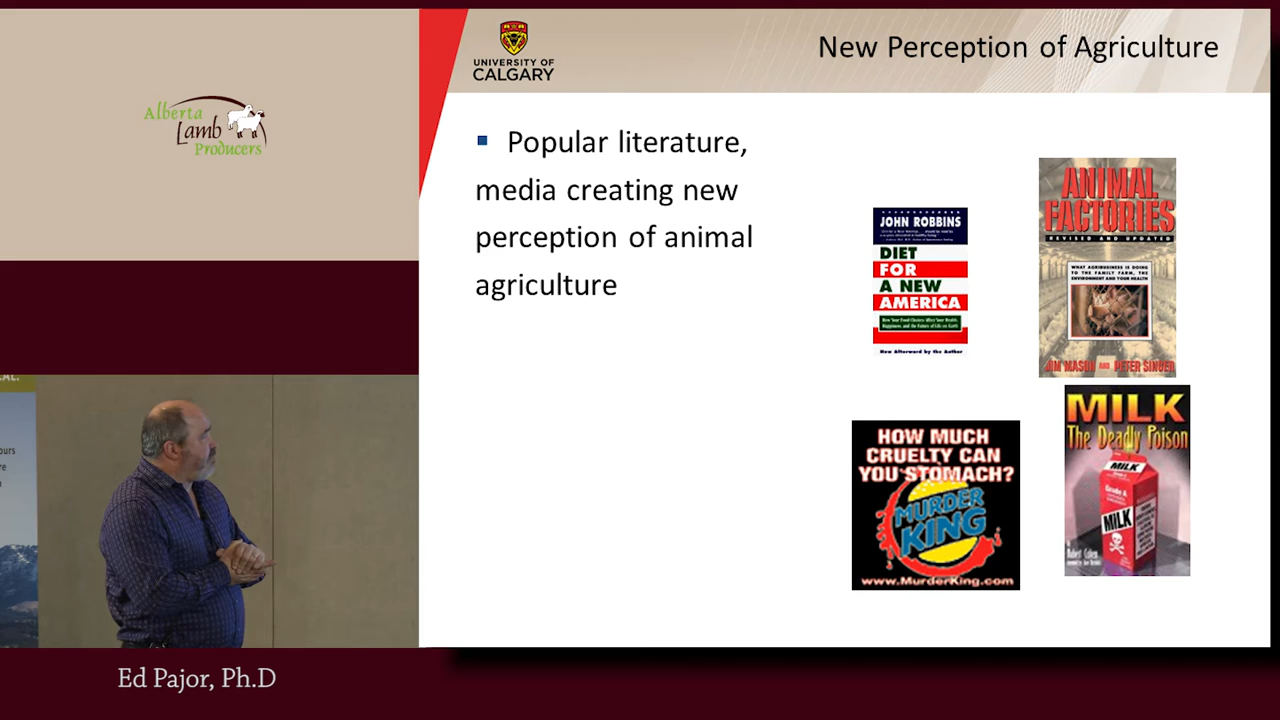 Alberta
Lamb
Producers
UNIVERSITY OF
CALGARY
New Perception of Agriculture
Popular literature,
media creating new
perception of animal
agriculture
JOHN ROBBINS
DIET
FOR
A NEW
AMERICA
How Your Food Choices Affect Your Health,
Happiness, and the Future of Life on Earth
New Afterword by the Author
ANIMAL
FACTORIES
REVISED AND UPDATED
WHAT AGRIBUSINESS IS DOING
TO THE FAMILY FARM, THE
ENVIRONMENT AND YOUR HEALTH
JIM MASON AND PETER SINGER
HOW MUCH
CRUELTY CAN
YOU STOMACH?
MURDER
KING
www.MurderKing.com
MILK
The Deadly Poison
MILK
Grade A
MILK
Robert Cohen
Ed Pajor, Ph.D